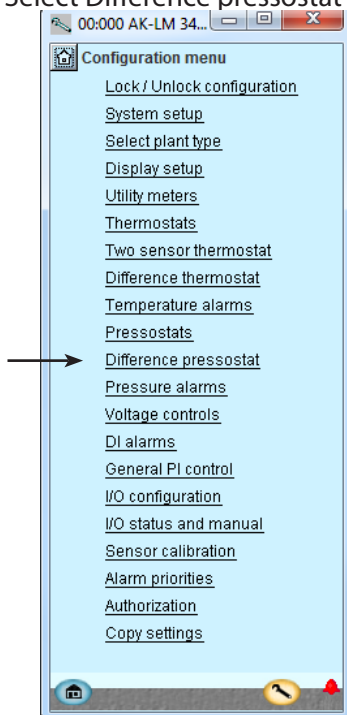 Select Difference pressostat
00:000 AK-LM 34...
Configuration menu
Lock / Unlock configuration
System setup
Select plant type
Display setup
Utility meters
Thermostats
Two sensor thermostat
Difference thermostat
Temperature alarms
Pressostats
Difference pressostat
Pressure alarms
Voltage controls
DI alarms
General PI control
I/O configuration
I/O status and manual
Sensor calibration
Alarm priorities
Authorization
Copy settings